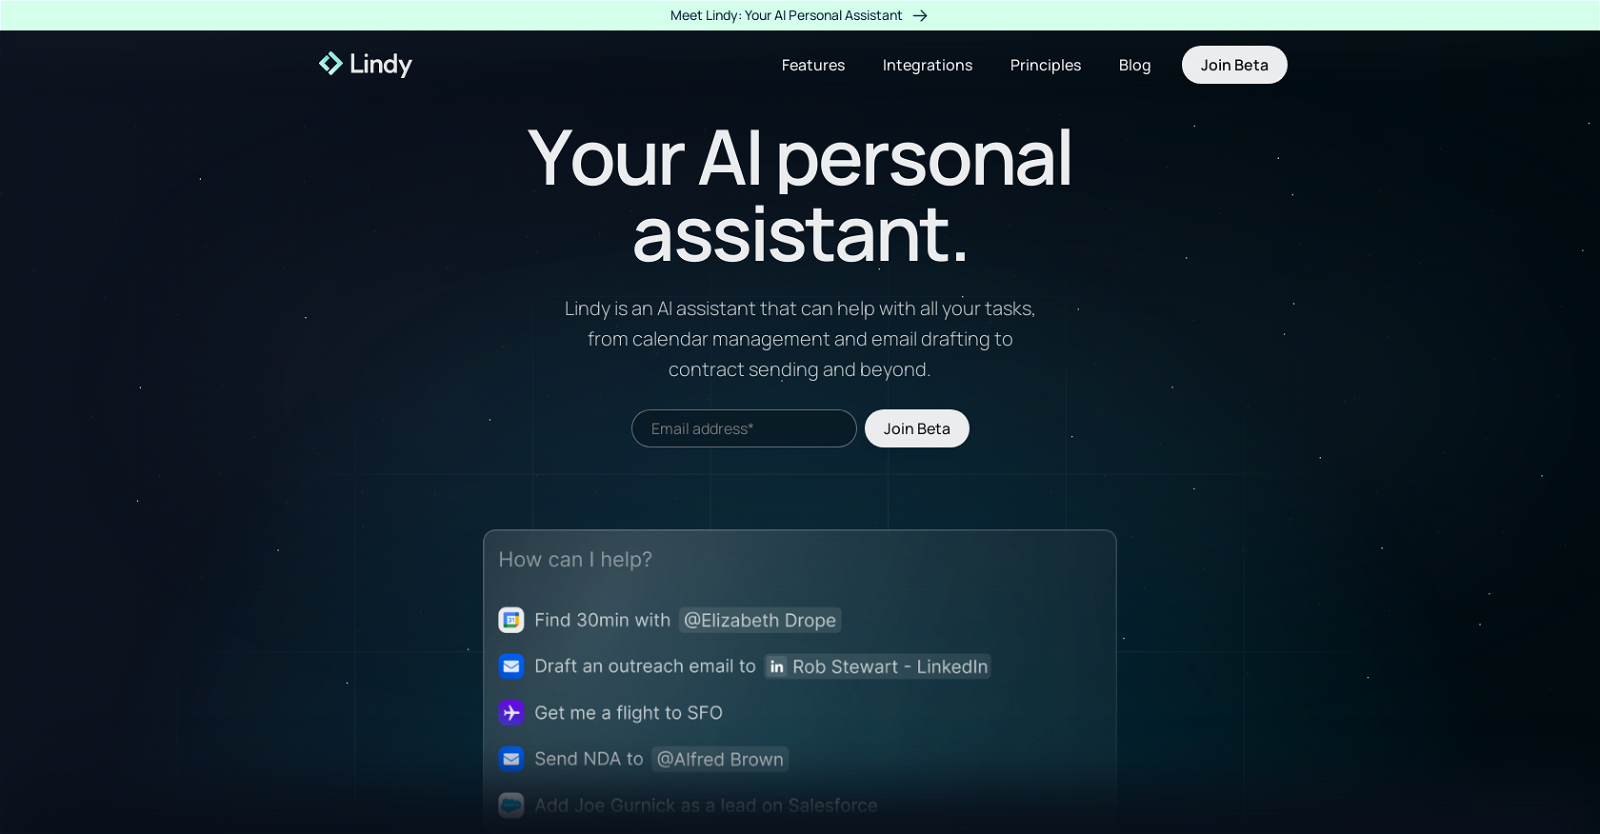 Meet Lindy: Your AI Personal Assistant
Lindy
Features
Integrations
Principles
Blog
Join Beta
Your AI personal
assistant.
Lindy is an AI assistant that can help with all your tasks,
from calendar management and email drafting to
contract sending and beyond.
Email address*
Join Beta
How can I help?
31
Find 30min with @Elizabeth Drope
Draft an outreach email to in Rob Stewart - LinkedIn
Get me a flight to SFO
Send NDA to @Alfred Brown
Add Joe Gurnick as a lead on Salesforce